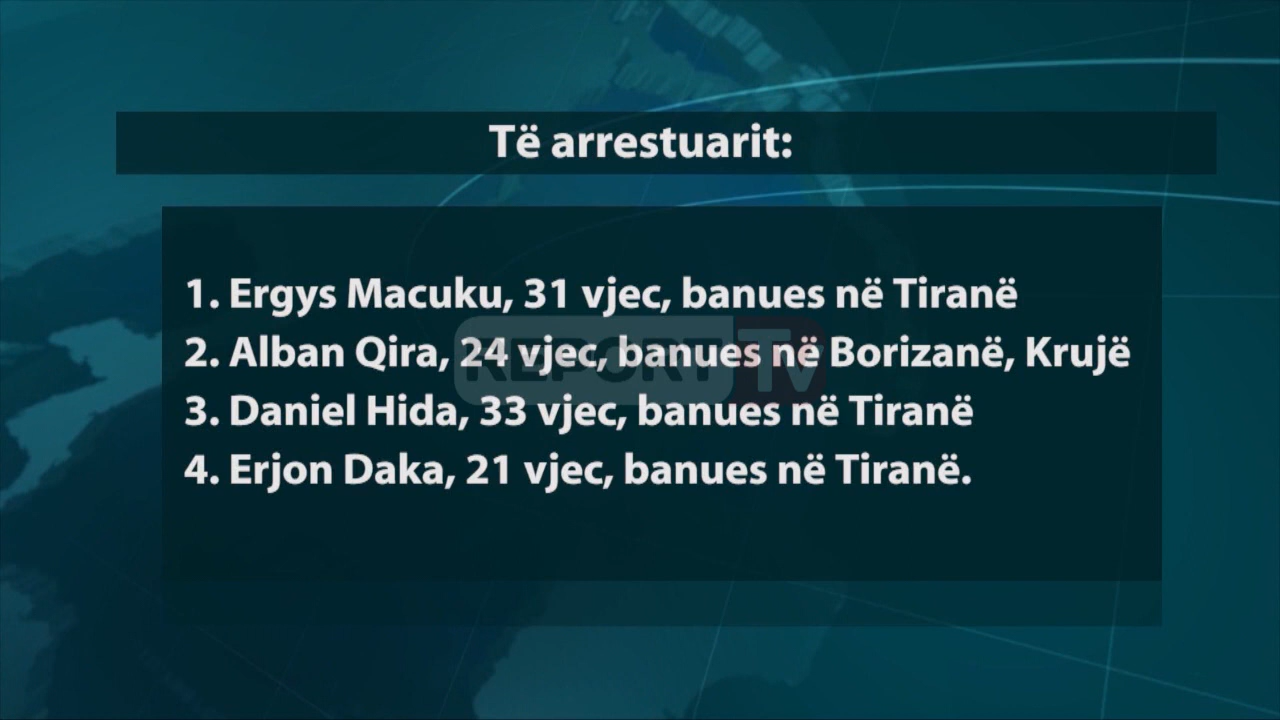 Të arrestuarit:
1. Ergys Macuku, 31 vjec, banues në Tiranë
2. Alban Qira, 24 vjec, banues në Borizanë, Krujë
REPORT Tv
3. Daniel Hida, 33 vjec, banues në Tiranë
4. Erjon Daka, 21 vjec, banues në Tiranë.